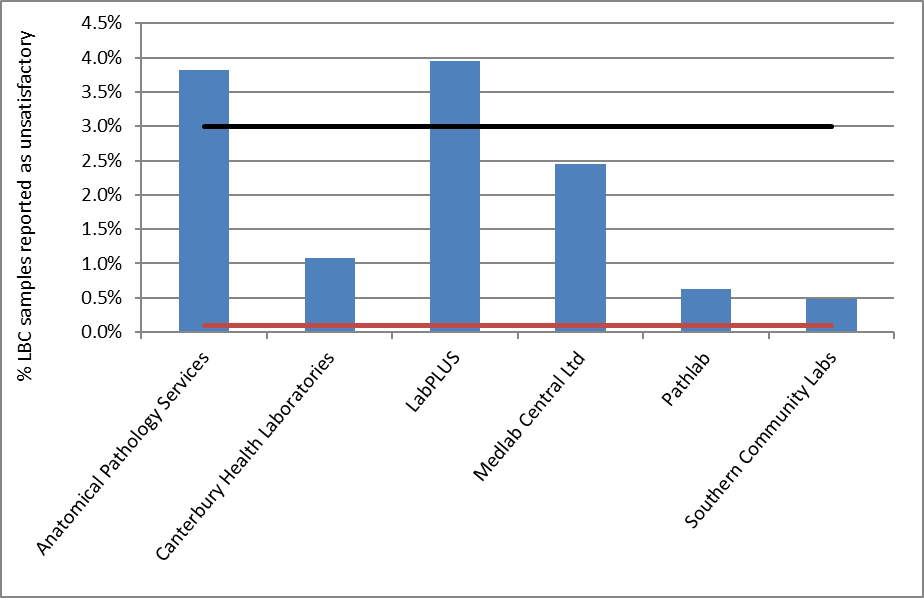 % LBC samples reported as unsatisfactory
4.5%
4.0%
3.5%
3.0%
2.5%
2.0%
1.5%
1.0%
0.5%
0.0%
Anatomical Pathology Services
Canterbury Health Laboratories
LabPLUS
Medlab Central Ltd
Pathlab
Southern Community Labs